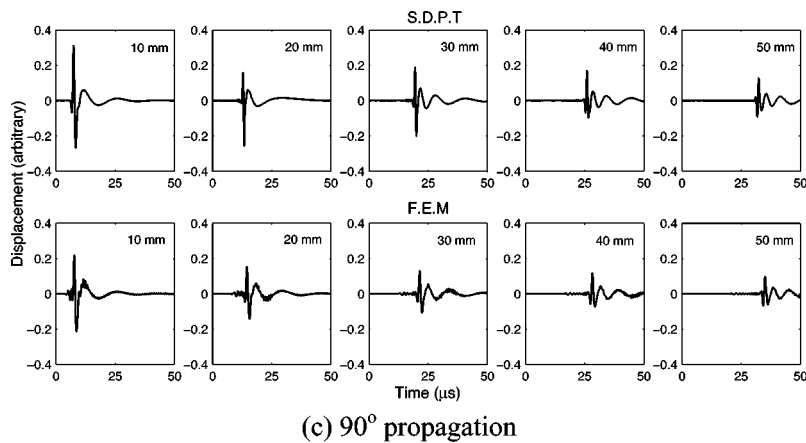 S.D.P.T
10 mm 20 mm 30 mm 40 mm 50 mm
0.4 0.4 0.4 0.4 0.4
0.2 0.2 0.2 0.2 0.2
0 0 0 0 0
−0.2 −0.2 −0.2 −0.2 −0.2
0.4 0.4 0.4 0.4 0.4
0 25 50 0 25 50 0 25 50 0 25 50 0 25 50
Displacement (arbitrary)
F.E.M
0.4 0.4 0.4 0.4 0.4
10 mm 20 mm 30 mm 40 mm 50 mm
0.2 0.2 0.2 0.2 0.2
0 0 0 0 0
−0.2 −0.2 −0.2 −0.2 −0.2
−0.4 −0.4 −0.4 −0.4 −0.4
0 25 50 0 25 50 0 25 50 0 25 50 0 25 50
Time (μs)
(c) 90° propagation